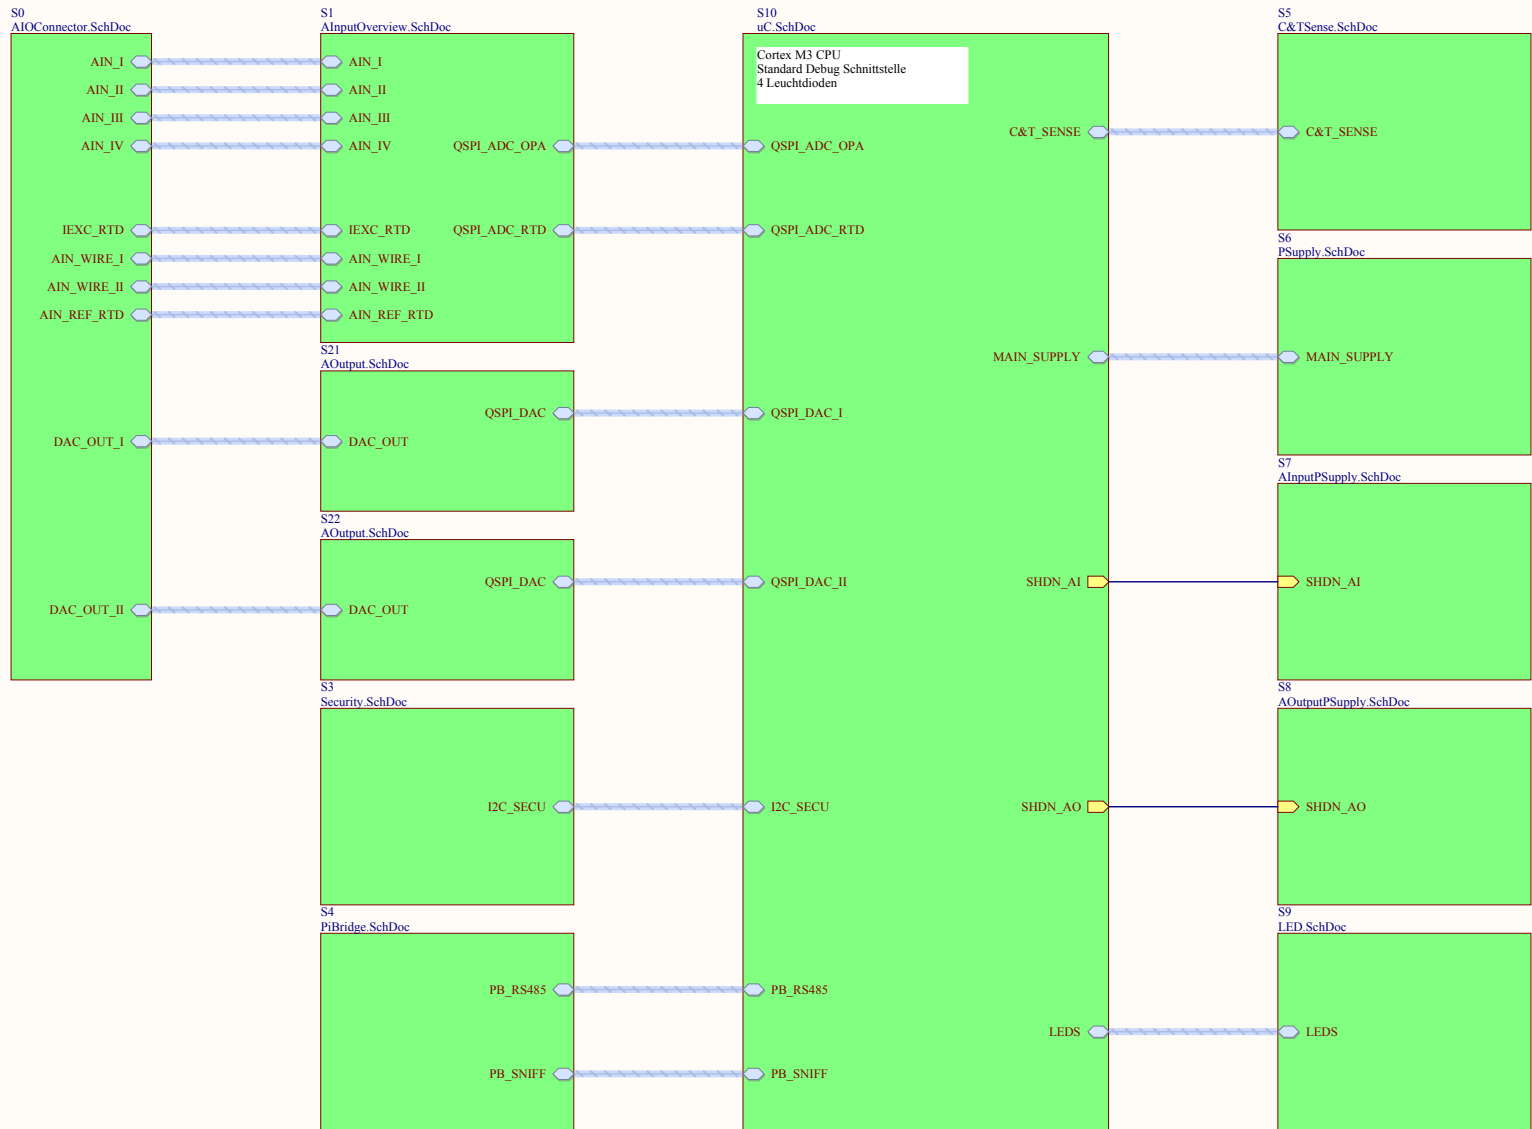 S0
AIOConnector.SchDoc
AIN_I
AIN_II
AIN_III
AIN_IV
IEXC_RTD
AIN_WIRE_I
AIN_WIRE_II
AIN_REF_RTD
DAC_OUT_I
DAC_OUT_II
S1
AInputOverview.SchDoc
AIN_I
AIN_II
AIN_III
AIN_IV
QSPI_ADC_OPA
IEXC_RTD
QSPI_ADC_RTD
AIN_WIRE_I
AIN_WIRE_II
AIN_REF_RTD
S21
AOutput.SchDoc
QSPI_DAC
DAC_OUT
S22
AOutput.SchDoc
QSPI_DAC
DAC_OUT
S3
Security.SchDoc
I2C_SECU
S4
PiBridge.SchDoc
PB_RS485
PB_SNIFF
S10
uC.SchDoc
Cortex M3 CPU
Standard Debug Schnittstelle
4 Leuchtdioden
C&T_SENSE
QSPI_ADC_OPA
QSPI_ADC_RTD
MAIN_SUPPLY
QSPI_DAC_I
QSPI_DAC_II
SHDN_AI
I2C_SECU
SHDN_AO
PB_RS485
LEDS
PB_SNIFF
S5
C&TSense.SchDoc
C&T_SENSE
S6
PSupply.SchDoc
MAIN_SUPPLY
S7
AInputPSupply.SchDoc
SHDN_AI
S8
AOutputPSupply.SchDoc
SHDN_AO
S9
LED.SchDoc
LEDS